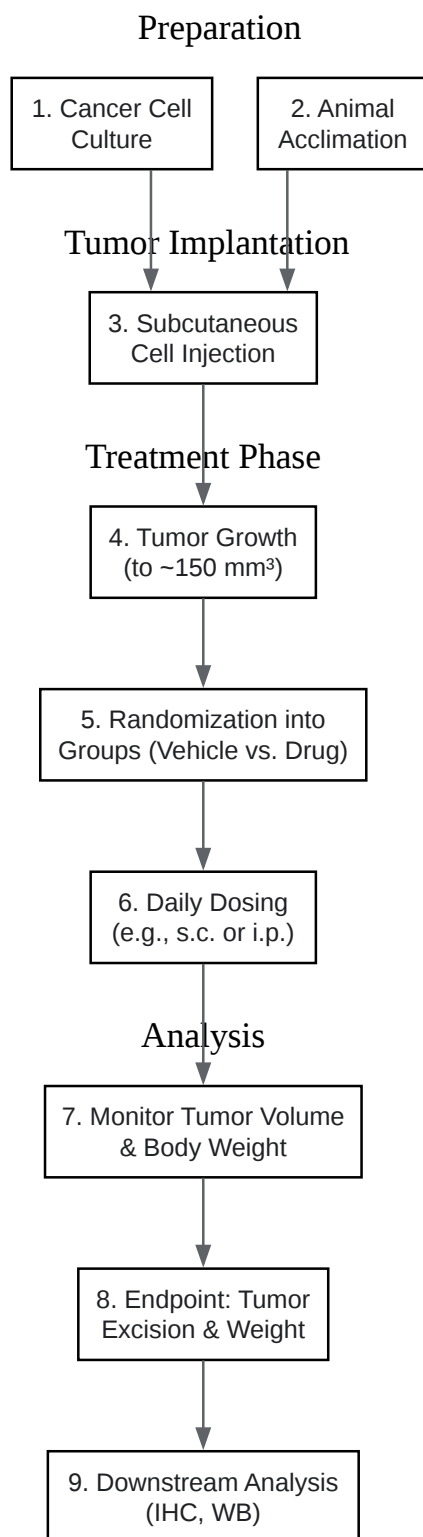 Preparation
1. Cancer Cell
Culture
2. Animal
Acclimation
Tumor Implantation
3. Subcutaneous
Cell Injection
Treatment Phase
4. Tumor Growth
(to ~150 mm³)
5. Randomization into
Groups (Vehicle vs. Drug)
6. Daily Dosing
(e.g., s.c. or i.p.)
Analysis
7. Monitor Tumor Volume
& Body Weight
8. Endpoint: Tumor
Excision & Weight
9. Downstream Analysis
(IHC, WB)